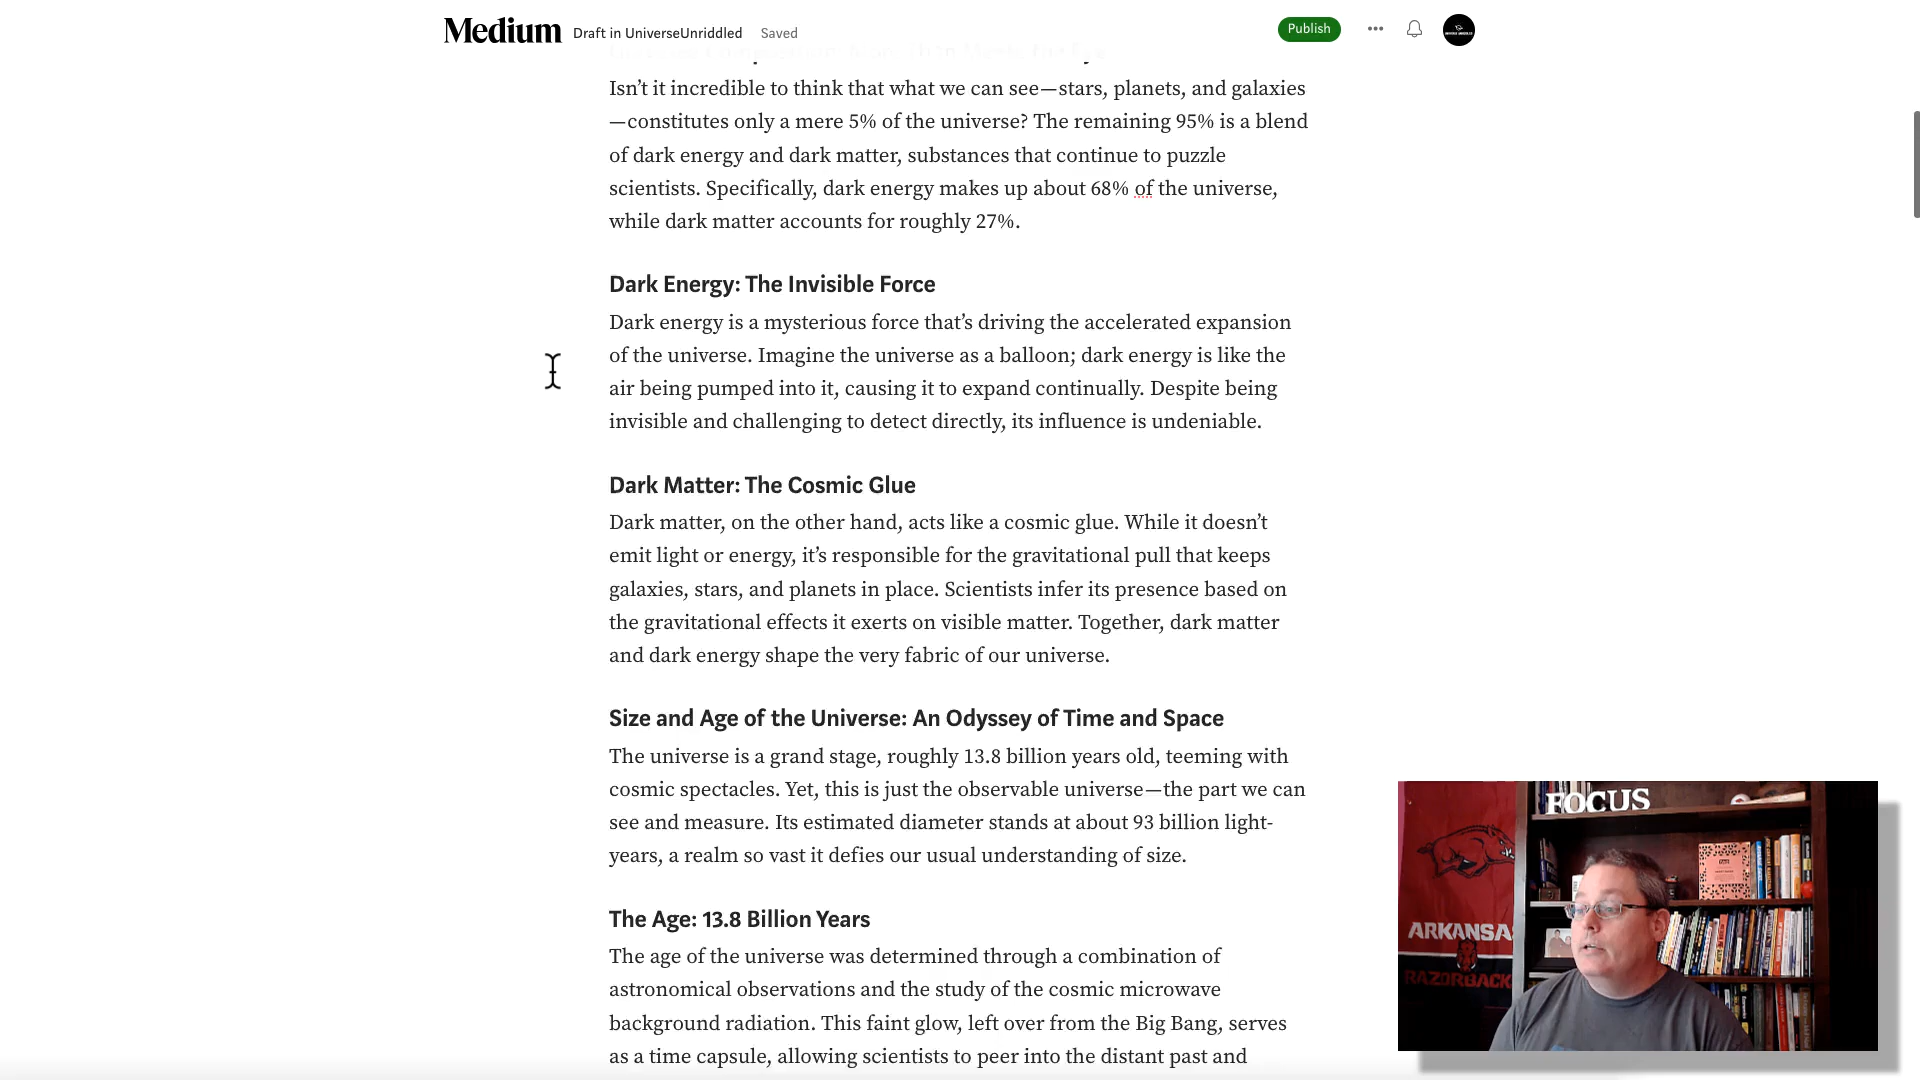 Medium
Draft in UniverseUnriddled
Saved
Publish
Isn’t it incredible to think that what we can see—stars, planets, and galaxies
—constitutes only a mere 5% of the universe? The remaining 95% is a blend
of dark energy and dark matter, substances that continue to puzzle
scientists. Specifically, dark energy makes up about 68% of the universe,
while dark matter accounts for roughly 27%.
Dark Energy: The Invisible Force
Dark energy is a mysterious force that’s driving the accelerated expansion
of the universe. Imagine the universe as a balloon; dark energy is like the
air being pumped into it, causing it to expand continually. Despite being
invisible and challenging to detect directly, its influence is undeniable.
Dark Matter: The Cosmic Glue
Dark matter, on the other hand, acts like a cosmic glue. While it doesn’t
emit light or energy, it’s responsible for the gravitational pull that keeps
galaxies, stars, and planets in place. Scientists infer its presence based on
the gravitational effects it exerts on visible matter. Together, dark matter
and dark energy shape the very fabric of our universe.
Size and Age of the Universe: An Odyssey of Time and Space
The universe is a grand stage, roughly 13.8 billion years old, teeming with
cosmic spectacles. Yet, this is just the observable universe—the part we can
see and measure. Its estimated diameter stands at about 93 billion light-
years, a realm so vast it defies our usual understanding of size.
The Age: 13.8 Billion Years
The age of the universe was determined through a combination of
astronomical observations and the study of the cosmic microwave
background radiation. This faint glow, left over from the Big Bang, serves
as a time capsule, allowing scientists to peer into the distant past and
FOCUS
ARKANSA
RAZORBACK